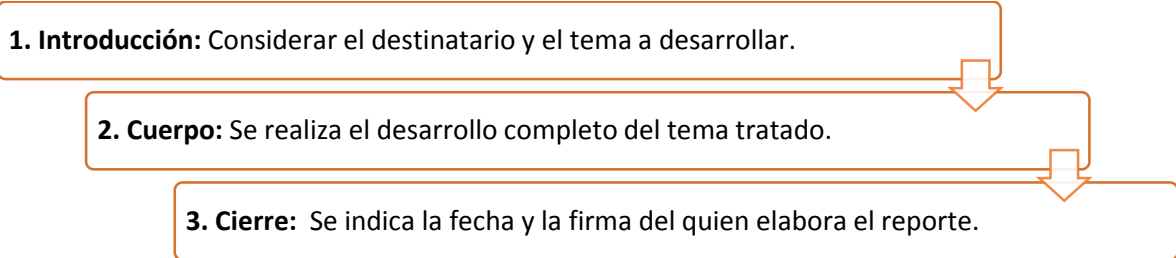 1. Introducción: Considerar el destinatario y el tema a desarrollar.
2. Cuerpo: Se realiza el desarrollo completo del tema tratado.
3. Cierre: Se indica la fecha y la firma del quien elabora el reporte.